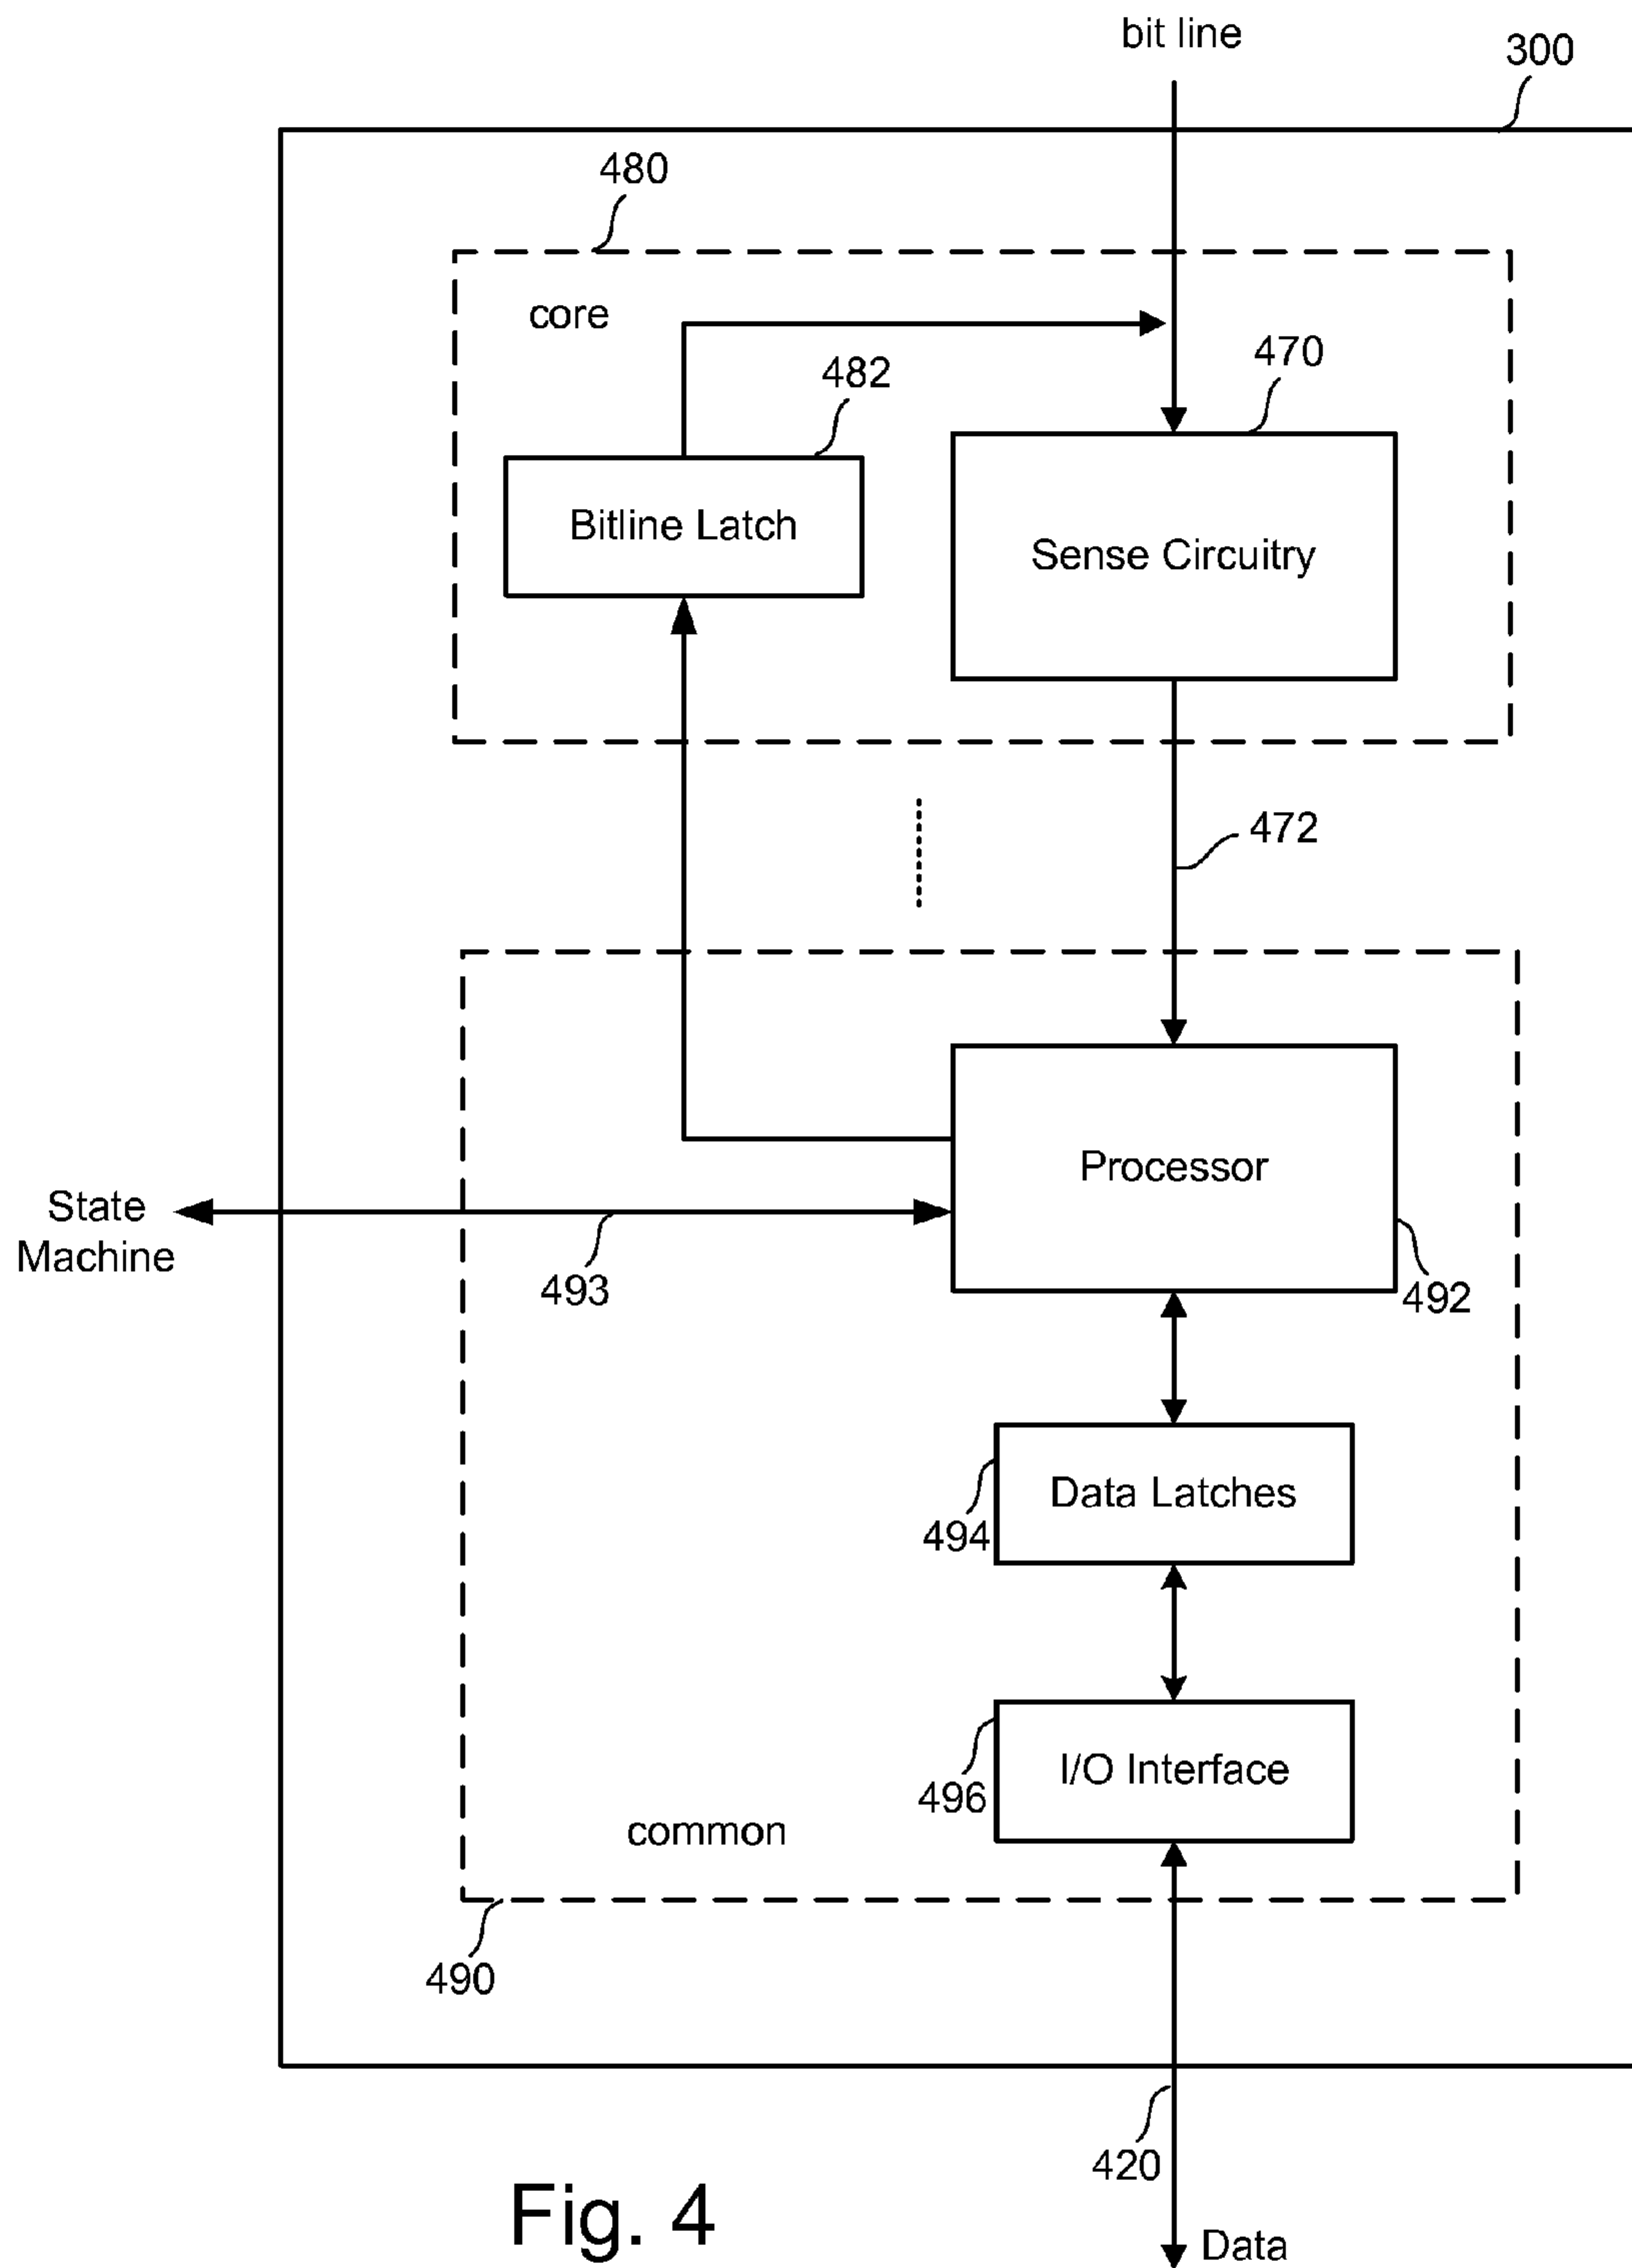 bit line
300
480
core
470
482
Bitline Latch
Sense Circuitry
472
Processor
State
Machine
493
492
Data Latches
494
I/O Interface
496
common
490
420
Fig. 4
Data